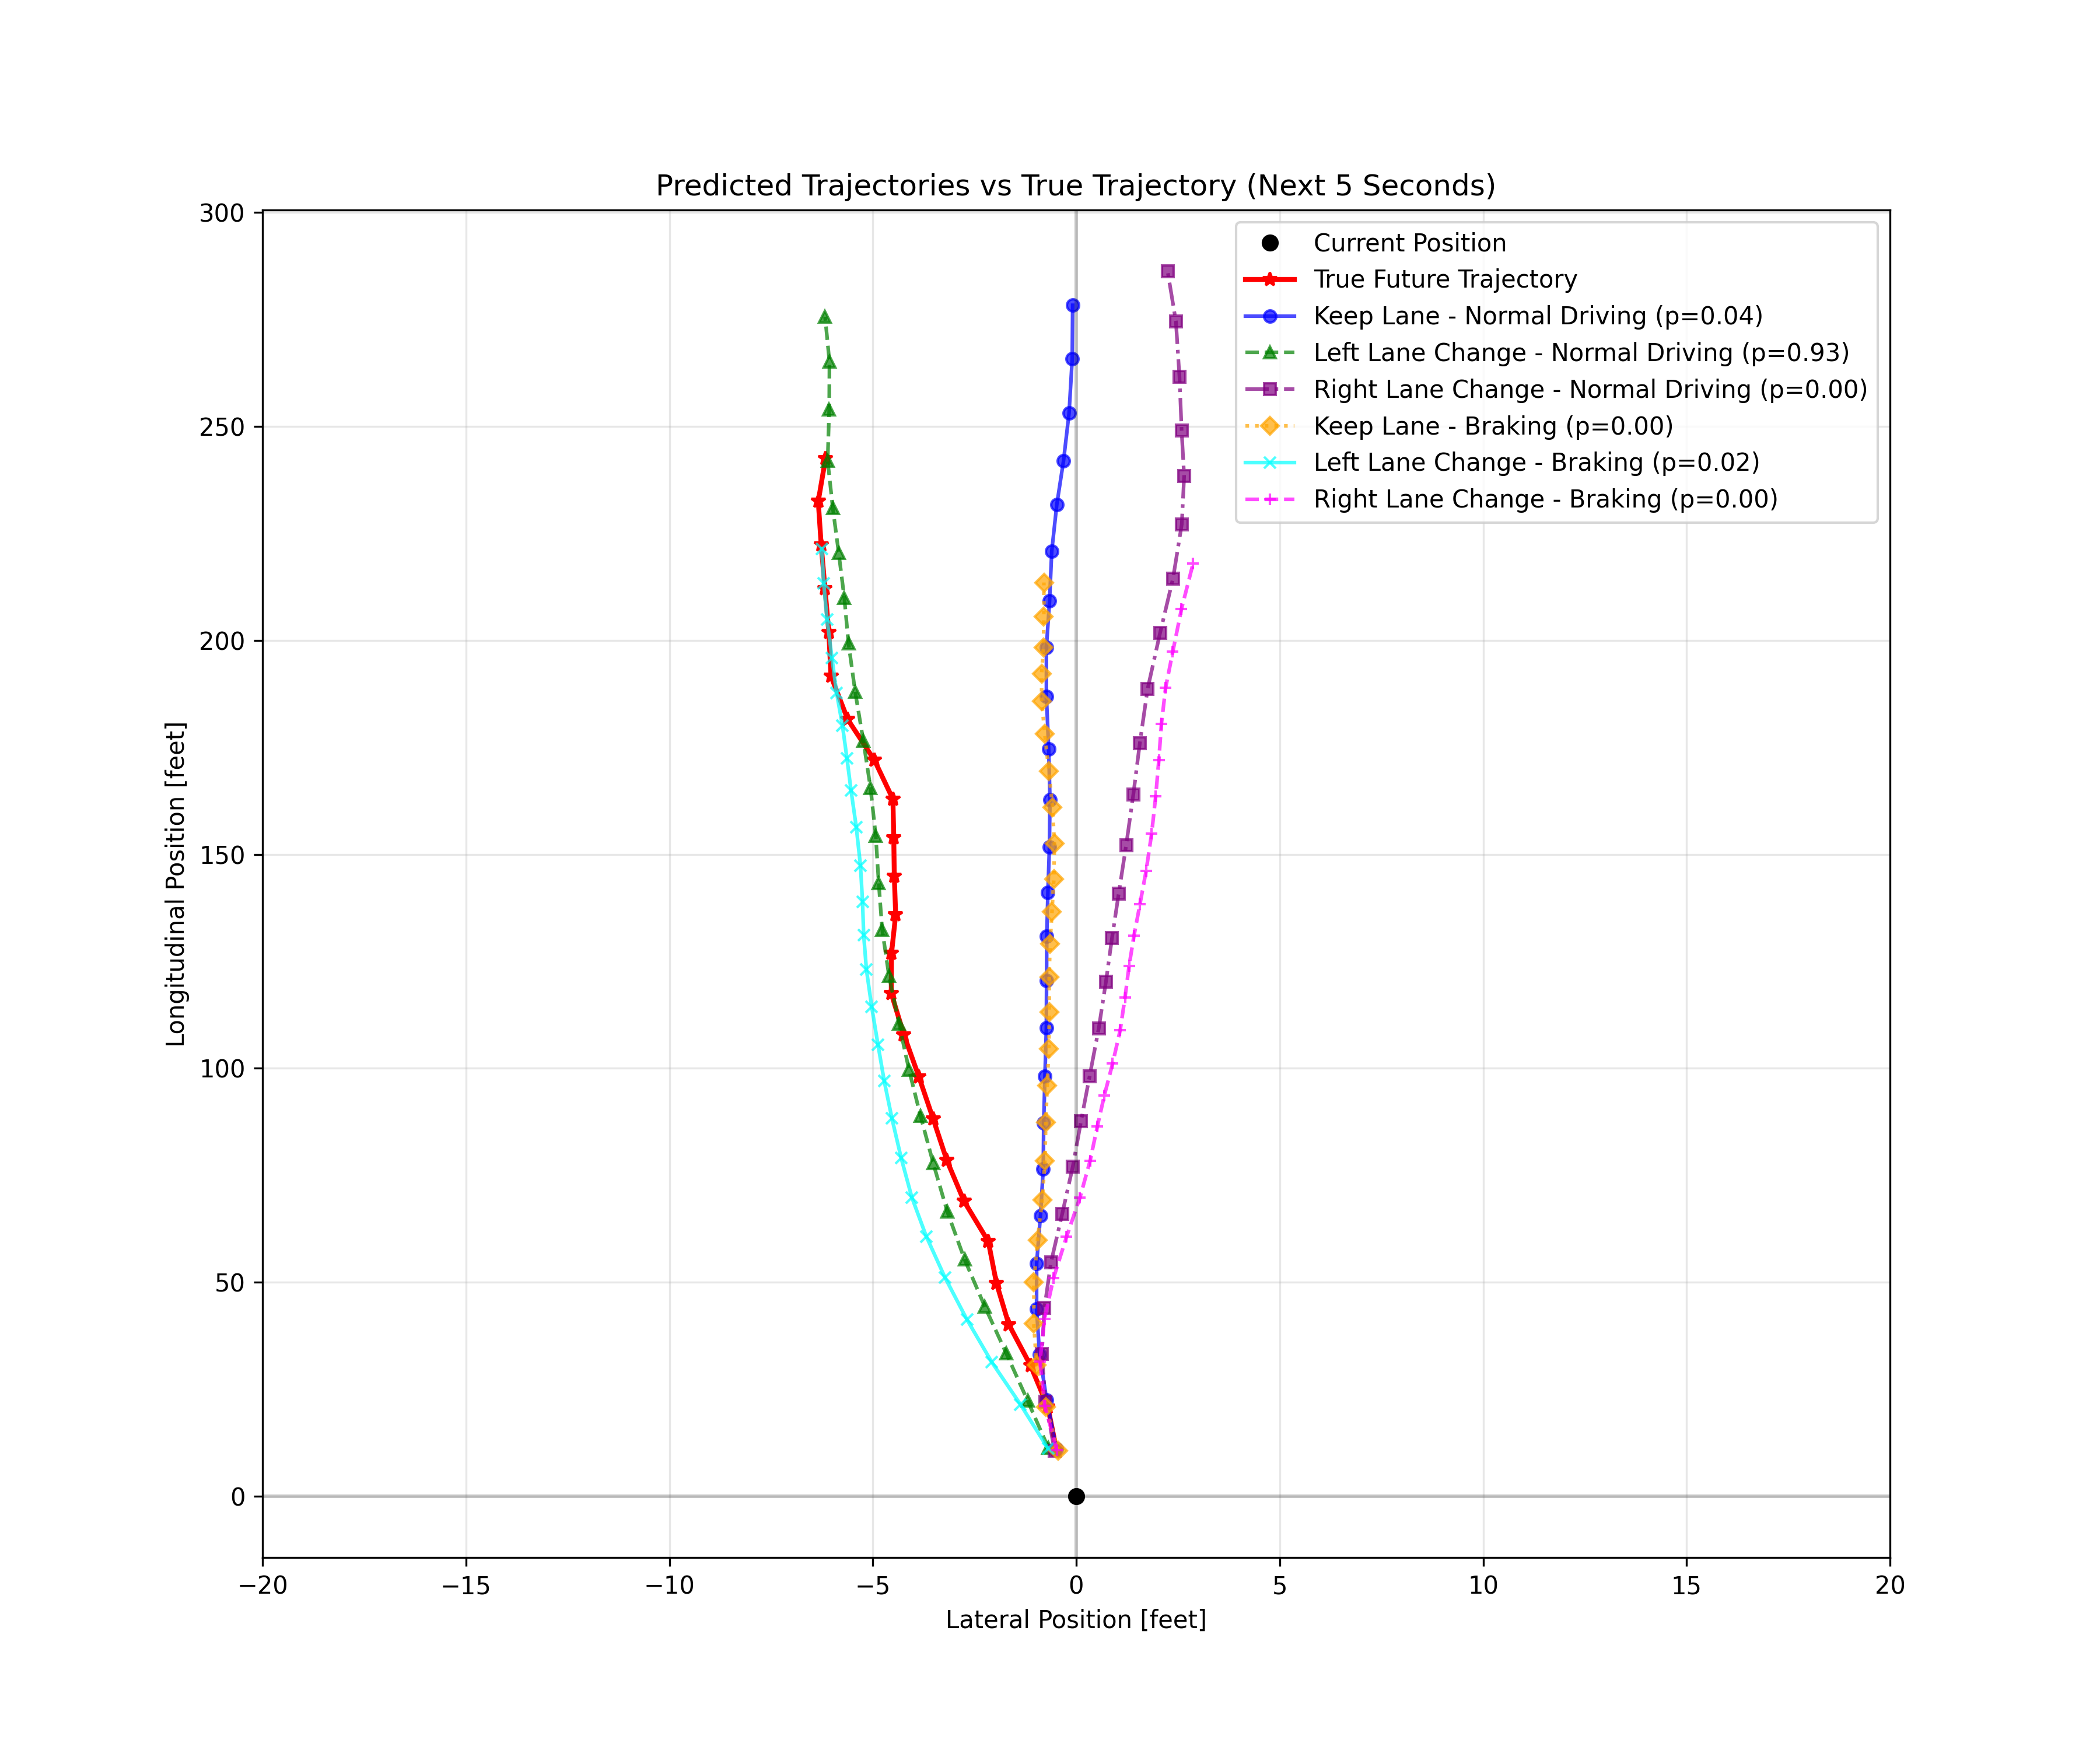 Predicted Trajectories vs True Trajectory (Next 5 Seconds)
300
250
200
150
100
50
0
Longitudinal Position [feet]
Current Position
True Future Trajectory
Keep Lane - Normal Driving (p=0.04)
Left Lane Change - Normal Driving (p=0.93)
Right Lane Change - Normal Driving (p=0.00)
Keep Lane - Braking (p=0.00)
Left Lane Change - Braking (p=0.02)
Right Lane Change - Braking (p=0.00)
−20 −15 −10 −5 0 5 10 15 20
Lateral Position [feet]